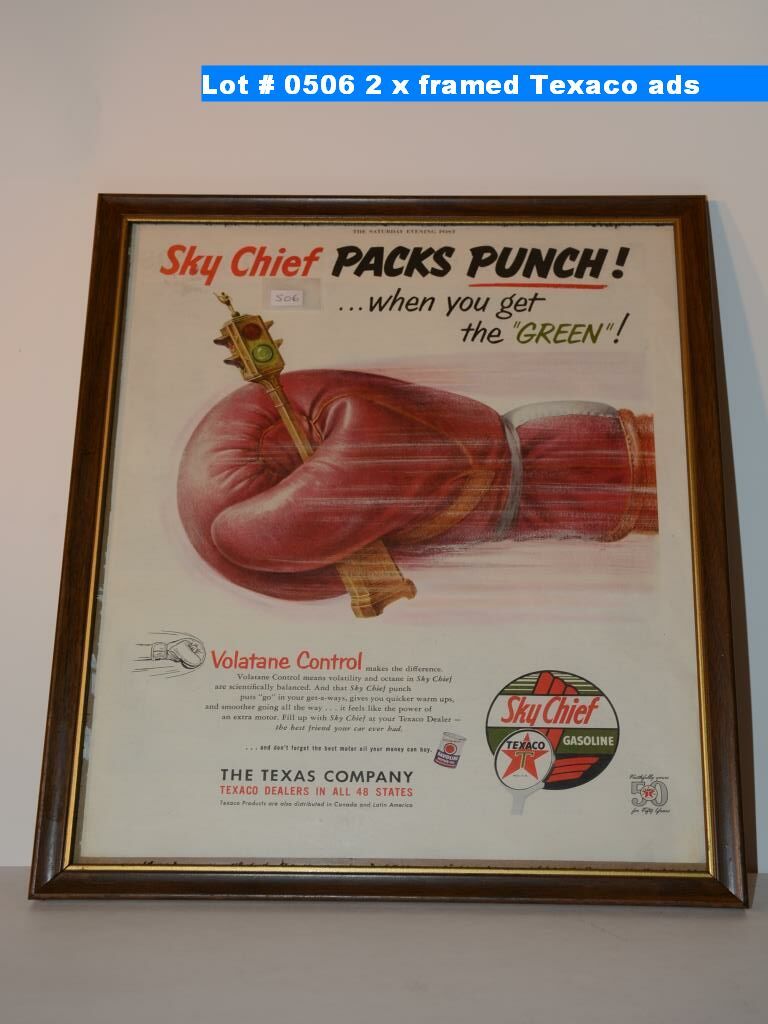 Lot # 0506 2 x framed Texaco ads
THE SATURDAY EVENING POST
Sky Chief PACKS PUNCH!
506
...when you get
the "GREEN"!
Volatane Control makes the difference.
Volatane Control means volatility and octane in Sky Chief
are scientifically balanced. And that Sky Chief punch
puts "go" in your get-a-ways, gives you quicker warm ups,
and smoother going all the way . . . it feels like the power of
an extra motor. Fill up with Sky Chief at your Texaco Dealer —
the best friend your car ever had.
. . . and don't forget the best motor oil your money can buy.
THE TEXAS COMPANY
TEXACO DEALERS IN ALL 48 STATES
Texaco Products are also distributed in Canada and Latin America
Sky Chief
GASOLINE
TEXACO
T
Faithfully yours
50
for Fifty Years